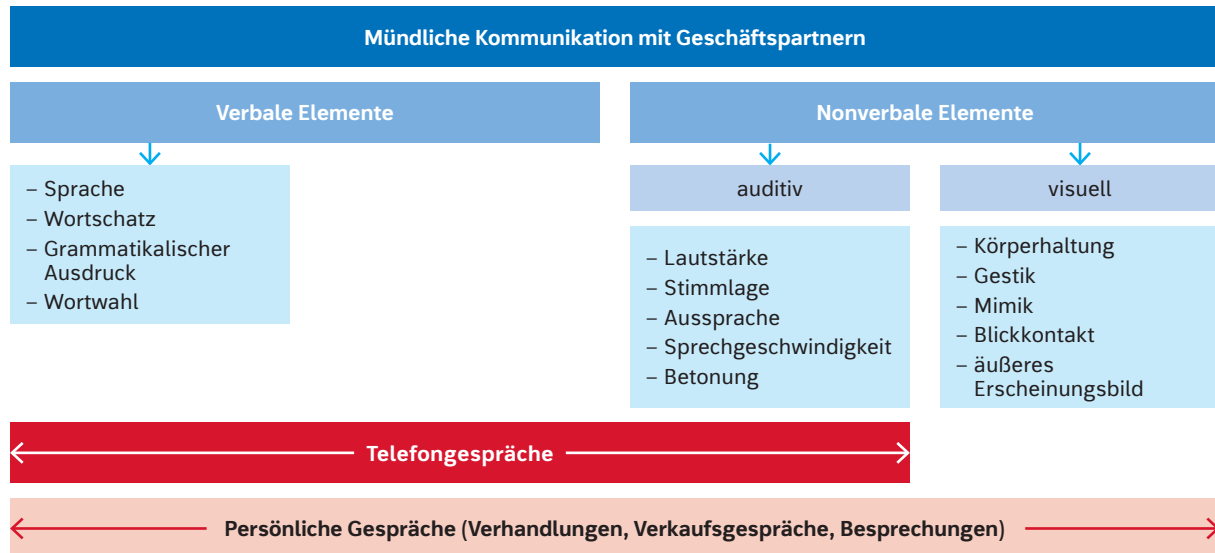 Mündliche Kommunikation mit Geschäftspartnern
Verbale Elemente
– Sprache
– Wortschatz
– Grammatikalischer
Ausdruck
– Wortwahl
Nonverbale Elemente
auditiv
– Lautstärke
– Stimmlage
– Aussprache
– Sprechgeschwindigkeit
– Betonung
visuell
– Körperhaltung
– Gestik
– Mimik
– Blickkontakt
– äußeres
Erscheinungsbild
Telefongespräche
Persönliche Gespräche (Verhandlungen, Verkaufsgespräche, Besprechungen)